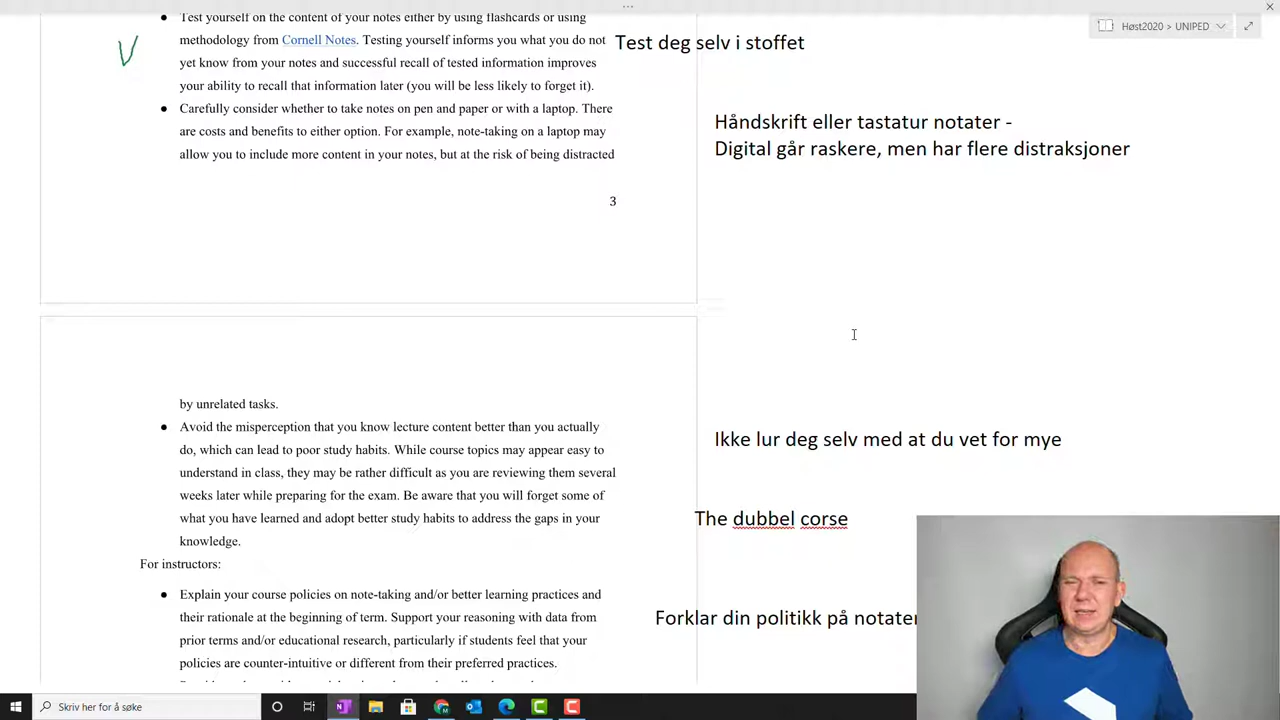 Høst2020 > UNIPED
Test yourself on the content of your notes either by using flashcards or using
methodology from Cornell Notes. Testing yourself informs you what you do not
yet know from your notes and successful recall of tested information improves
your ability to recall that information later (you will be less likely to forget it).
Test deg selv i stoffet
V
Carefully consider whether to take notes on pen and paper or with a laptop. There
are costs and benefits to either option. For example, note-taking on a laptop may
allow you to include more content in your notes, but at the risk of being distracted
Håndskrift eller tastatur notater -
Digital går raskere, men har flere distraksjoner
3
by unrelated tasks.
Avoid the misperception that you know lecture content better than you actually
do, which can lead to poor study habits. While course topics may appear easy to
understand in class, they may be rather difficult as you are reviewing them several
weeks later while preparing for the exam. Be aware that you will forget some of
what you have learned and adopt better study habits to address the gaps in your
knowledge.
Ikke lur deg selv med at du vet for mye
The dubbel corse
For instructors:
Explain your course policies on note-taking and/or better learning practices and
their rationale at the beginning of term. Support your reasoning with data from
prior terms and/or educational research, particularly if students feel that your
policies are counter-intuitive or different from their preferred practices.
Forklar din politikk på notater
Skriv her for å søke